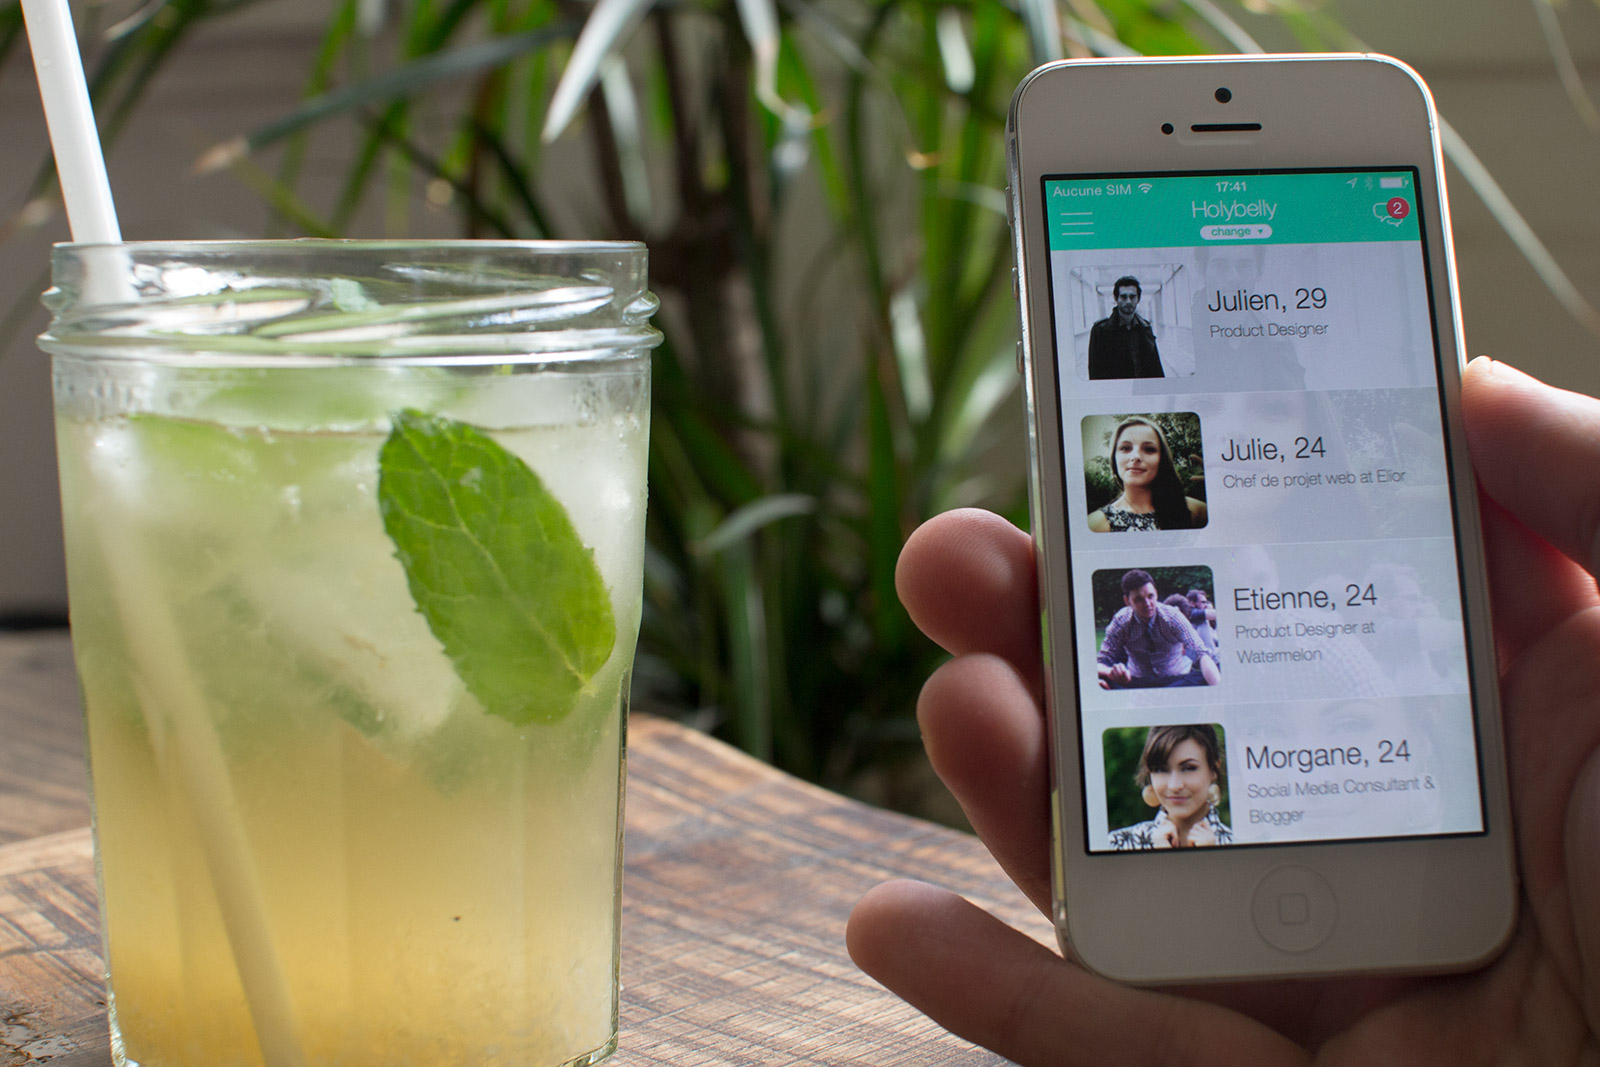 Aucune SIM 17:41
Holybelly
2
change
Julien, 29
Product Designer
Julie, 24
Chef de projet web at Elior
Etienne, 24
Product Designer at
Watermelon
Morgane, 24
Social Media Consultant &
Blogger